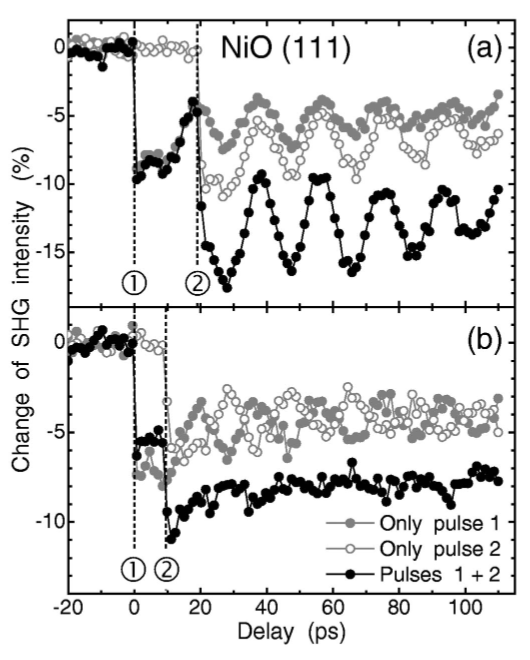 NiO (111)
(a)
0
-5
-10
-15
① ②
Change of SHG intensity (%)
(b)
0
-5
-10
Only pulse 1
Only pulse 2
Pulses 1 + 2
① ②
-20 0 20 40 60 80 100
Delay (ps)